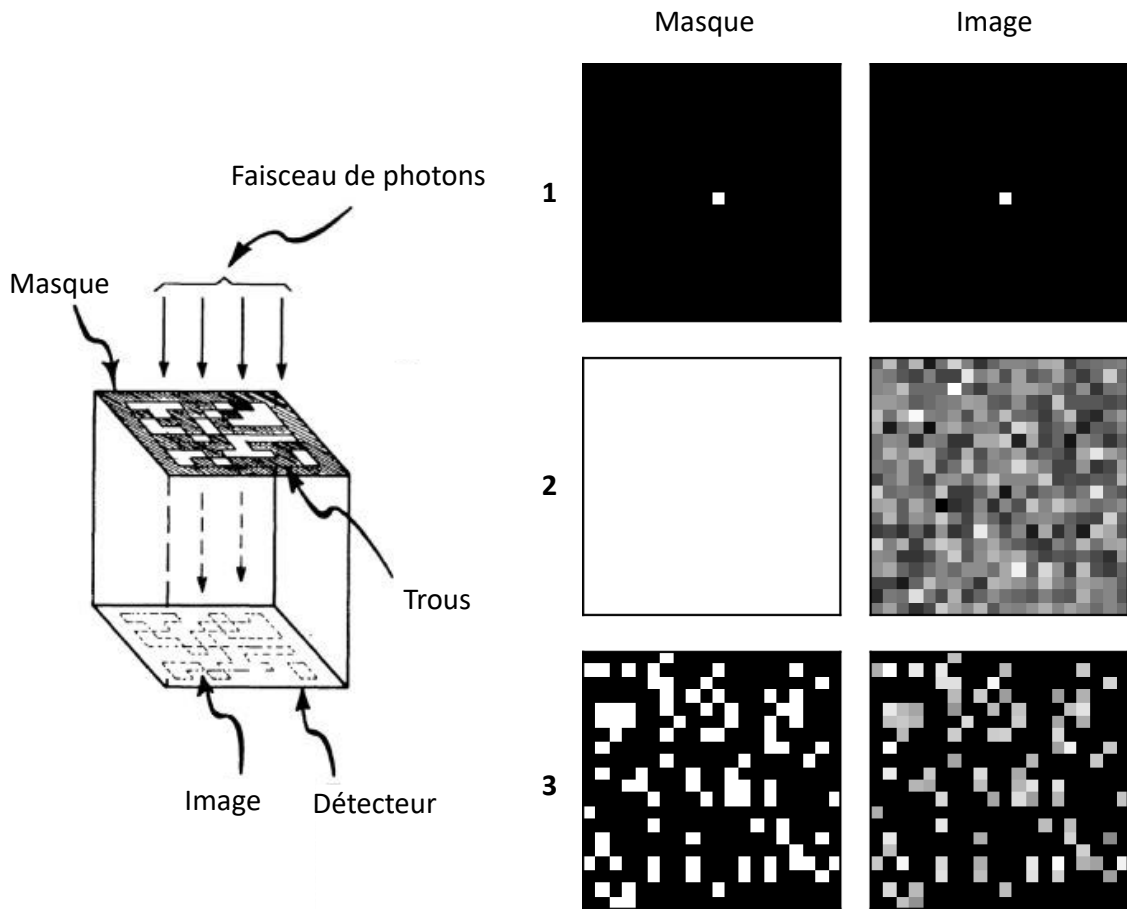 Masque Image
Faisceau de photons
1
Masque
2
Trous
3
Image Détecteur